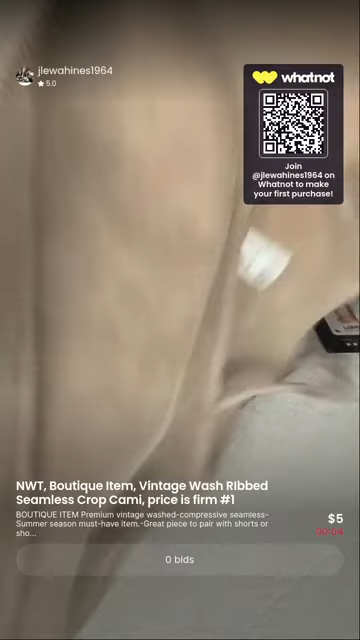 jlewahines1964
5.0
whatnot
Join
@jlewahines1964 on
Whatnot to make
your first purchase!
NWT, Boutique Item, Vintage Wash RIbbed
Seamless Crop Cami, price is firm #1
BOUTIQUE ITEM Premium vintage washed-compressive seamless-
Summer season must-have item.-Great piece to pair with shorts or
sho...
$5
00:04
0 bids